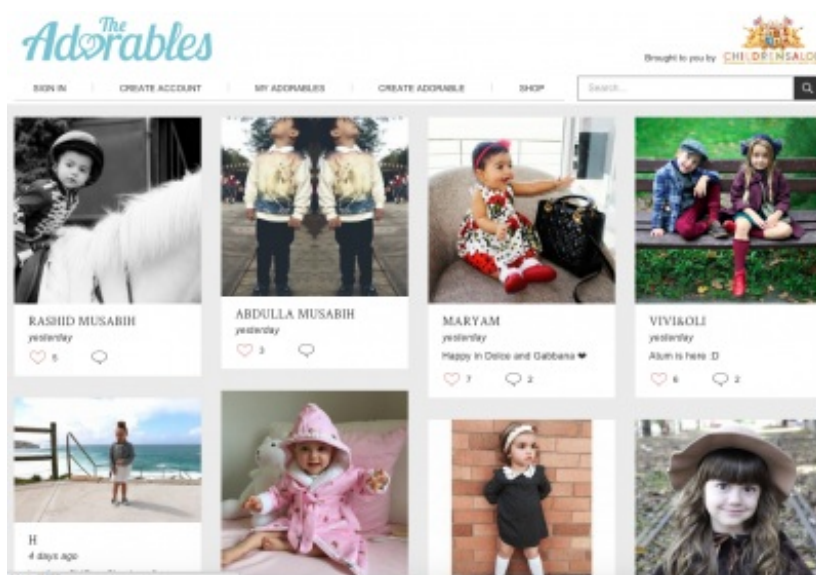 The
Adorables
Brought to you by CHILDRENSALON
SIGN IN
CREATE ACCOUNT
MY ADORABLES
CREATE ADORABLE
SHOP
Search...
RASHID MUSABIH
yesterday
5
ABDULLA MUSABIH
yesterday
3
MARYAM
yesterday
Happy in Dolce and Gabbana ❤
7 2
VIVI&OLI
yesterday
Atum is here :D
6 2
H
4 days ago